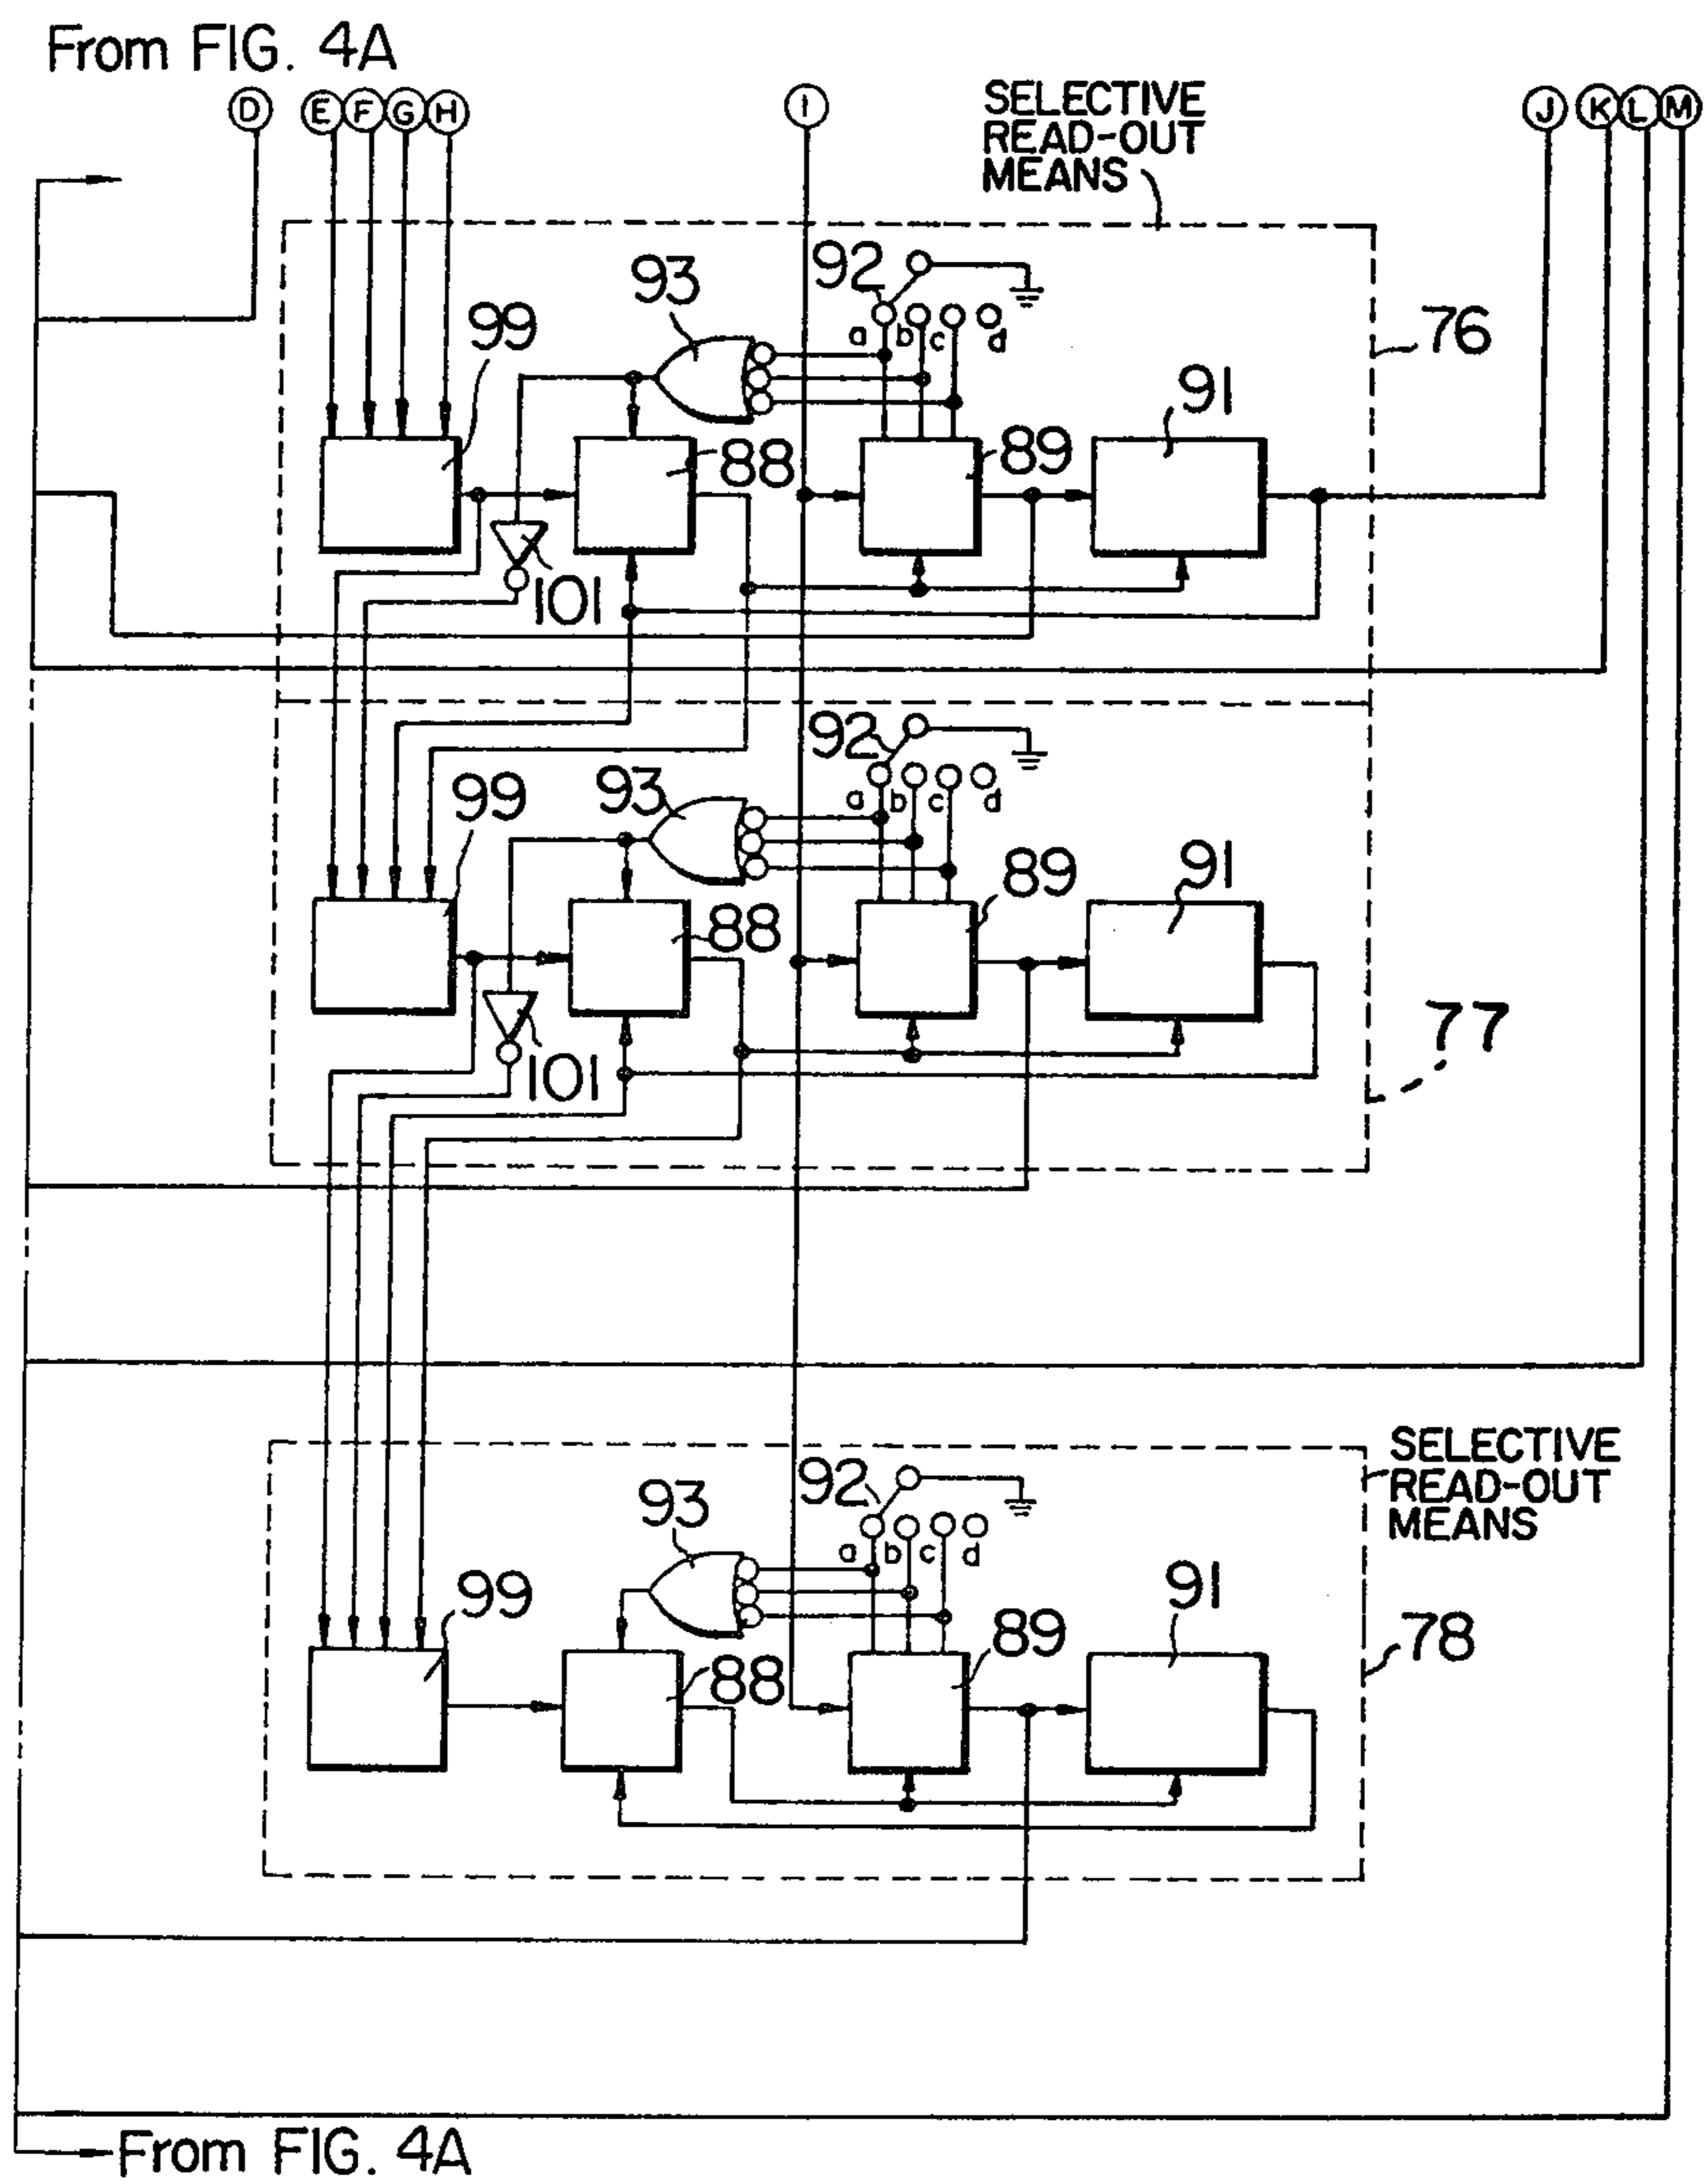 From FIG. 4A
D E F G H I J K L M
SELECTIVE
READ-OUT
MEANS
92
93
99
a b c d
76
91
88
89
101
92
93
99
a b c d
89
91
88
77
101
SELECTIVE
READ-OUT
MEANS
92
93
a b c d
99
91
89
78
88
From FIG. 4A